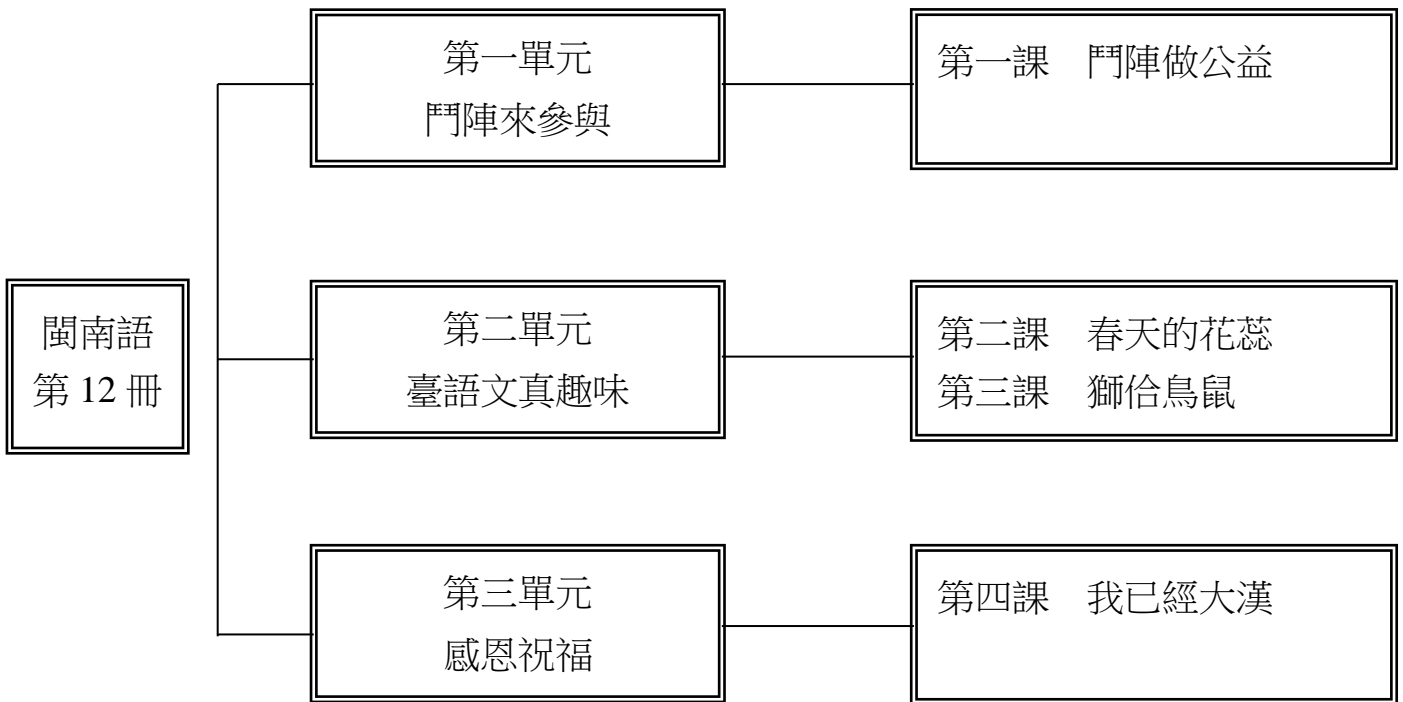 閩南語
第 12 冊
第一單元
鬥陣來參與
第一課　鬥陣做公益
第二單元
臺語文真趣味
第二課　春天的花蕊
第三課　獅佮鳥鼠
第三單元
感恩祝福
第四課　我已經大漢